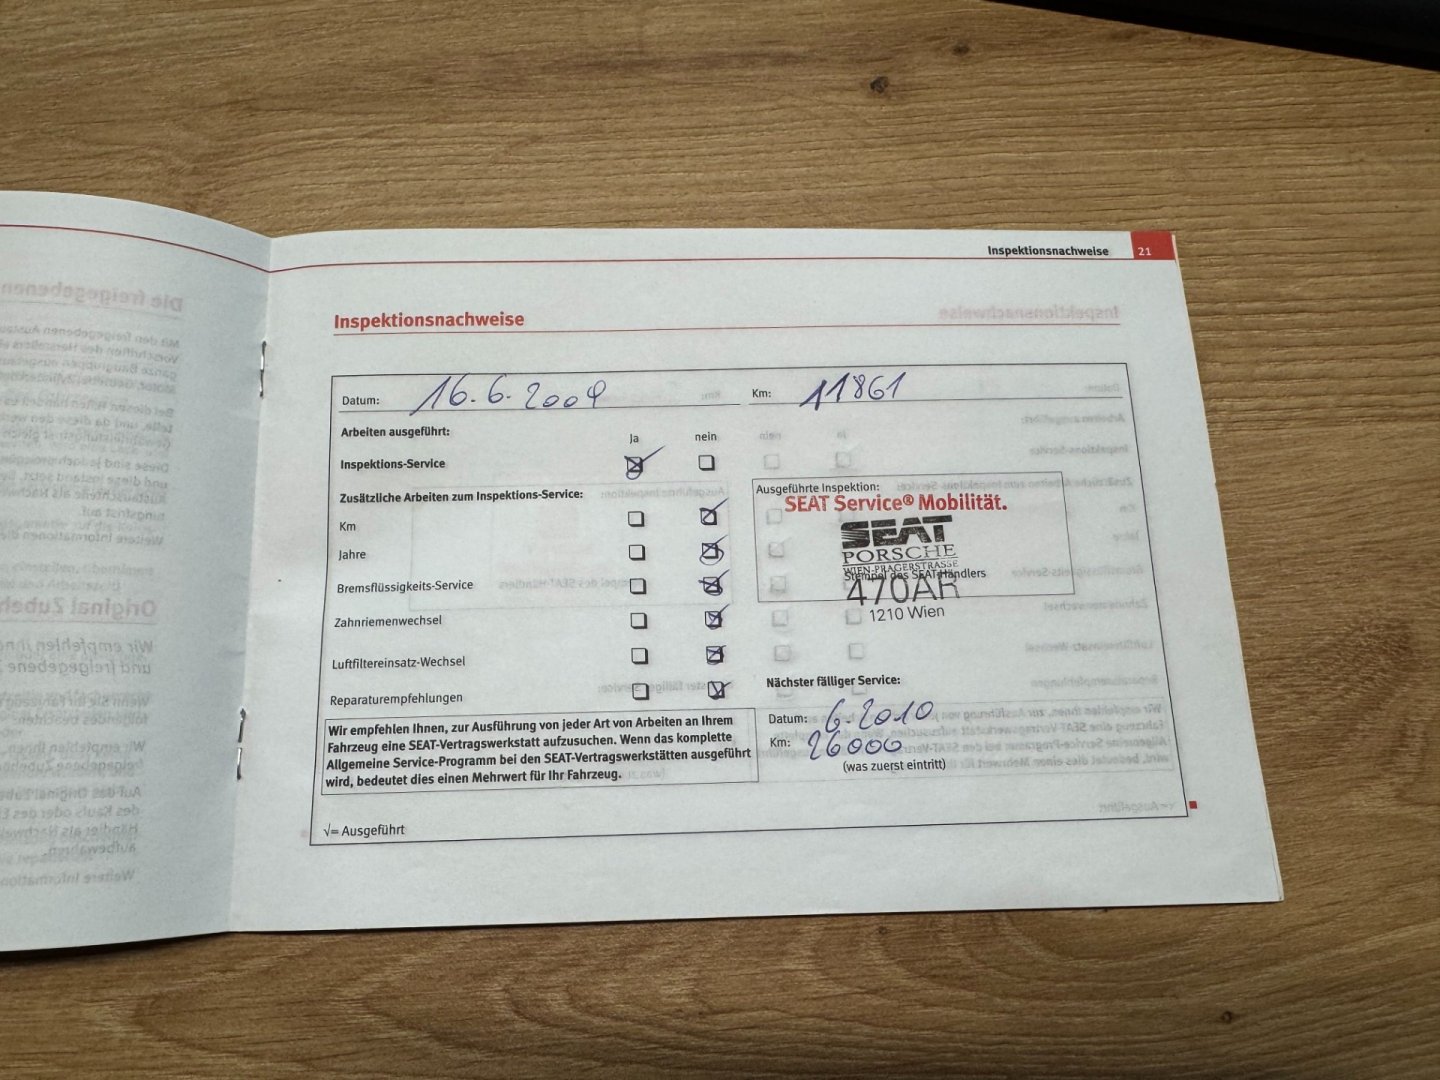 Inspektionsnachweise 21
Inspektionsnachweise
Datum: 16.6.2009 Km: 11861
Arbeiten ausgeführt:
Ja nein
Inspektions-Service
Zusätzliche Arbeiten zum Inspektions-Service:
Km
Jahre
Bremsflüssigkeits-Service
Zahnriemenwechsel
Luftfiltereinsatz-Wechsel
Reparaturempfehlungen
Ausgeführte Inspektion:
SEAT Service® Mobilität.
SEAT
PORSCHE
WIEN-PRAGERSTRASSE
Stempel des SEAT-Händlers
470AR
1210 Wien
Nächster fälliger Service:
Datum: 6.2010
Km: 26000
(was zuerst eintritt)
Wir empfehlen Ihnen, zur Ausführung von jeder Art von Arbeiten an Ihrem
Fahrzeug eine SEAT-Vertragswerkstatt aufzusuchen. Wenn das komplette
Allgemeine Service-Programm bei den SEAT-Vertragswerkstätten ausgeführt
wird, bedeutet dies einen Mehrwert für Ihr Fahrzeug.
√= Ausgeführt